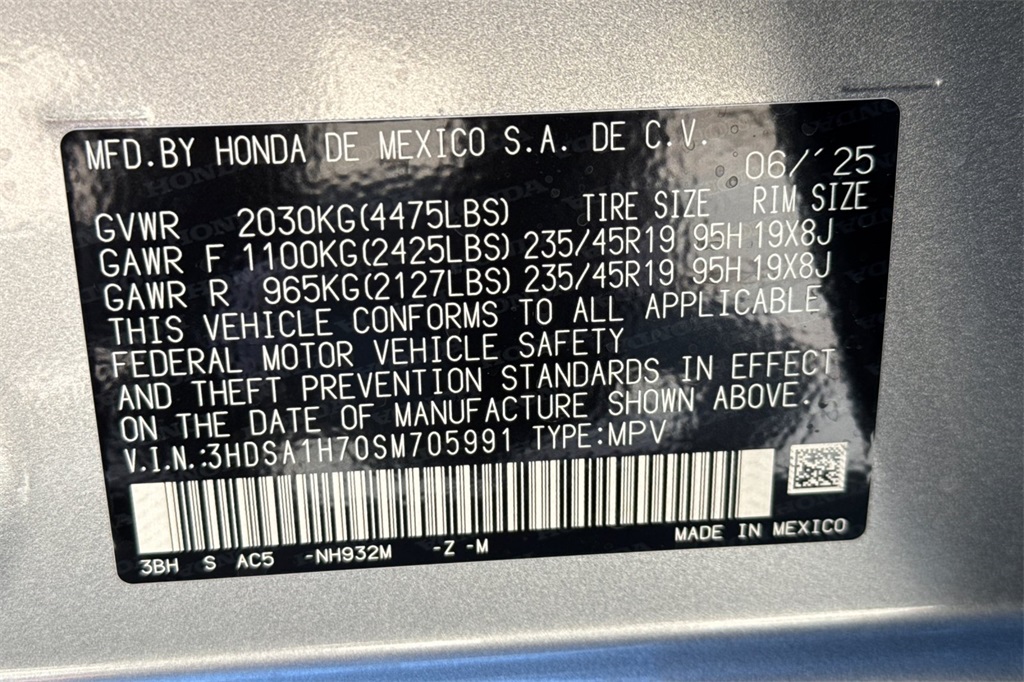 MFD.BY HONDA DE MEXICO S.A. DE C.V.
06/´25
GVWR 2030KG(4475LBS) TIRE SIZE RIM SIZE
GAWR F 1100KG(2425LBS) 235/45R19 95H 19X8J
GAWR R 965KG(2127LBS) 235/45R19 95H 19X8J
THIS VEHICLE CONFORMS TO ALL APPLICABLE
FEDERAL MOTOR VEHICLE SAFETY
AND THEFT PREVENTION STANDARDS IN EFFECT
ON THE DATE OF MANUFACTURE SHOWN ABOVE.
V.I.N.:3HDSA1H70SM705991 TYPE:MPV
MADE IN MEXICO
3BH S AC5 -NH932M -Z -M